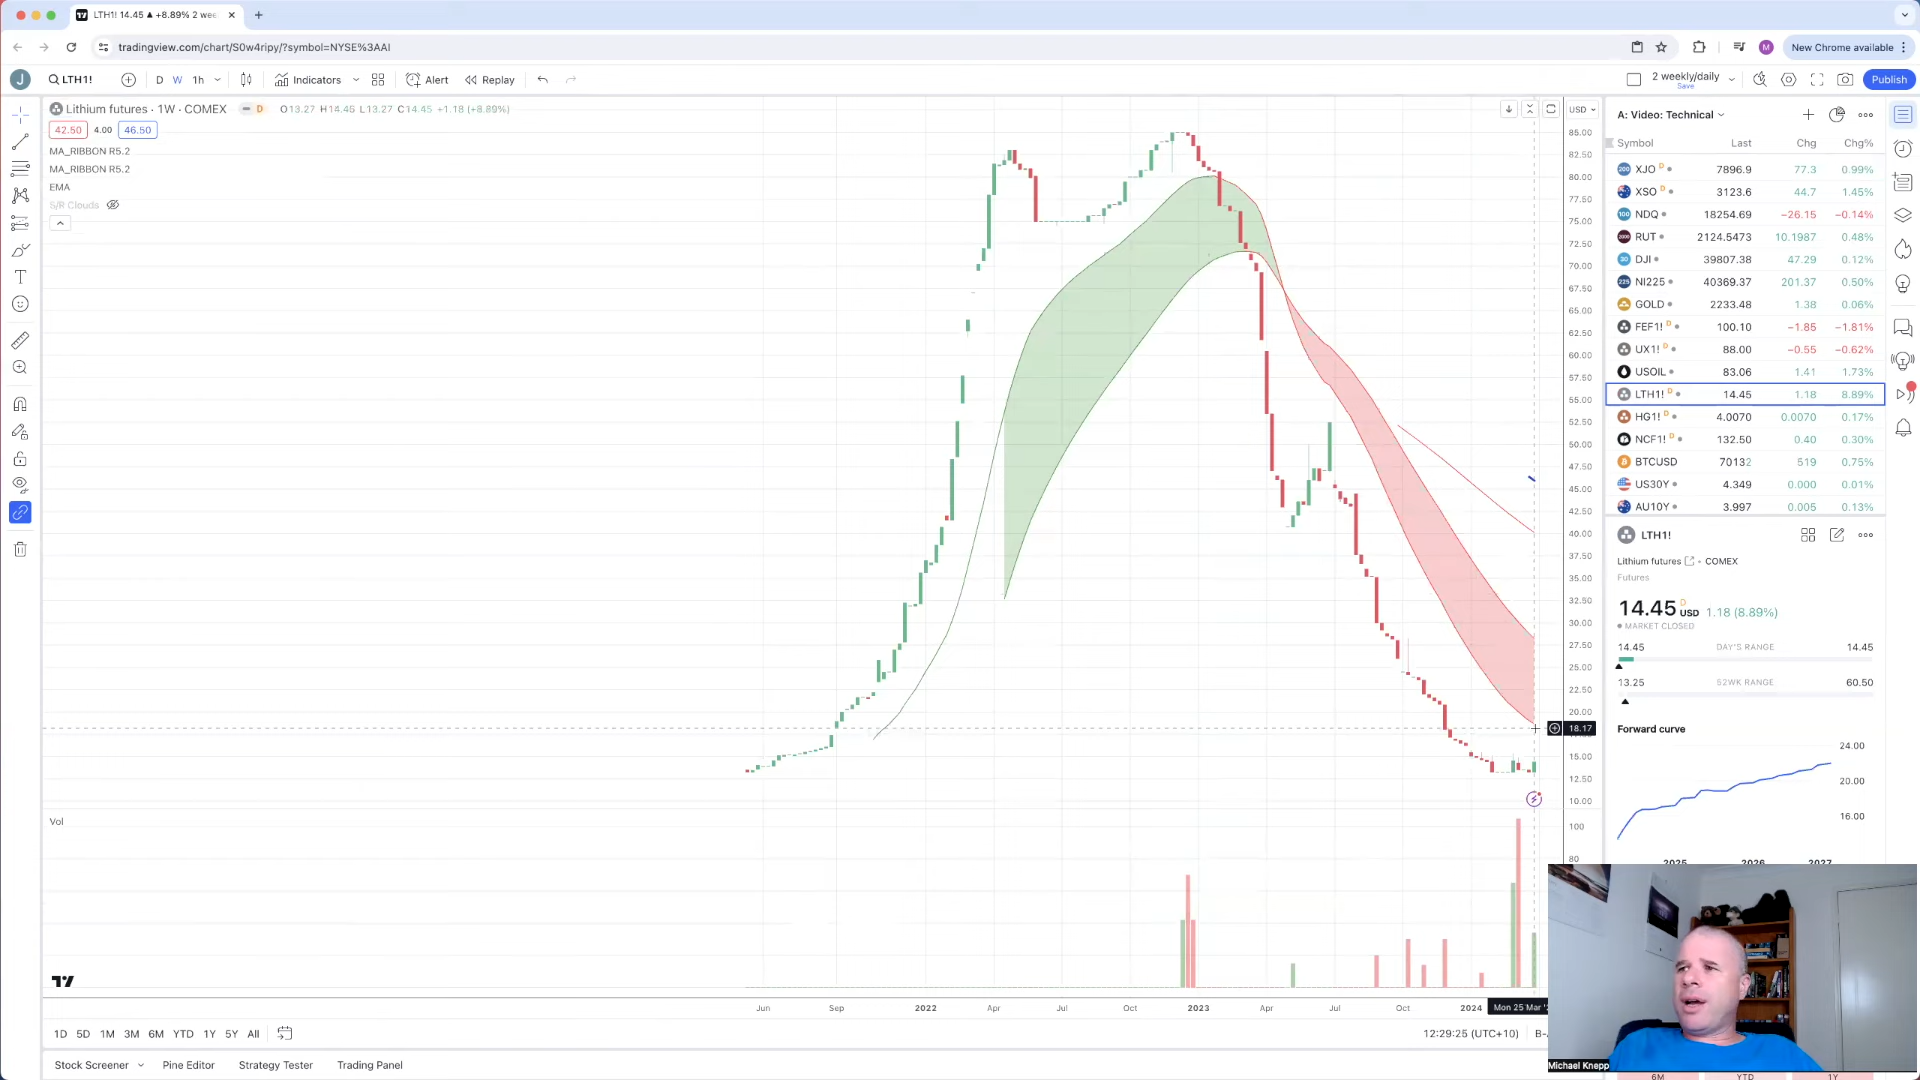 LTH1! 14.45 ▲ +8.89% 2 wee
tradingview.com/chart/S0w4ripy/?symbol=NYSE%3AAI
New Chrome available
J
LTH1!
D W 1h
Indicators
Alert
Replay
2 weekly/daily
Save
Publish
Lithium futures · 1W · COMEX
D
O13.27 H14.45 L13.27 C14.45 +1.18 (+8.89%)
42.50 4.00 46.50
MA_RIBBON R5.2
MA_RIBBON R5.2
EMA
S/R Clouds
USD
85.00
82.50
80.00
77.50
75.00
72.50
70.00
67.50
65.00
62.50
60.00
57.50
55.00
52.50
50.00
47.50
45.00
42.50
40.00
37.50
35.00
32.50
30.00
27.50
25.00
22.50
20.00
18.17
15.00
12.50
10.00
Vol
100
80
Jun Sep 2022 Apr Jul Oct 2023 Apr Jul Oct 2024 Mon 25 Mar '
1D 5D 1M 3M 6M YTD 1Y 5Y All
12:29:25 (UTC+10)
B-
Stock Screener
Pine Editor
Strategy Tester
Trading Panel
A: Video: Technical
Symbol Last Chg Chg%
XJO D 7896.9 77.3 0.99%
XSO D 3123.6 44.7 1.45%
NDQ 18254.69 −26.15 −0.14%
RUT 2124.5473 10.1987 0.48%
DJI 39807.38 47.29 0.12%
NI225 40369.37 201.37 0.50%
GOLD 2233.48 1.38 0.06%
FEF1! D 100.10 −1.85 −1.81%
UX1! D 88.00 −0.55 −0.62%
USOIL 83.06 1.41 1.73%
LTH1! D 14.45 1.18 8.89%
HG1! D 4.0070 0.0070 0.17%
NCF1! D 132.50 0.40 0.30%
BTCUSD 70132 519 0.75%
US30Y 4.349 0.000 0.01%
AU10Y 3.997 0.005 0.13%
LTH1!
Lithium futures • COMEX
Futures
14.45 D USD 1.18 (8.89%)
MARKET CLOSED
14.45 DAY'S RANGE 14.45
13.25 52WK RANGE 60.50
Forward curve
24.00
20.00
16.00
2025 2026 2027
Michael Knepp
6M YTD 1Y